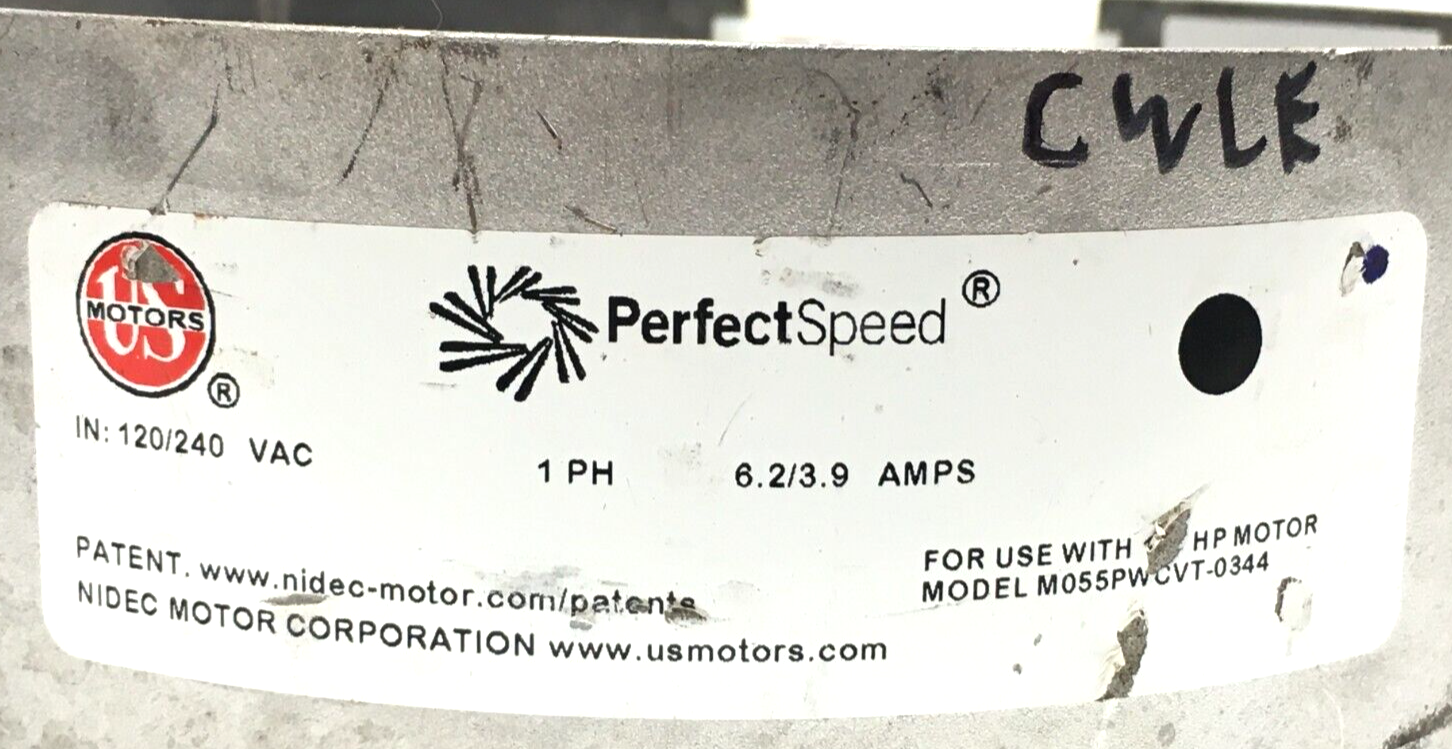 CWLE
US
MOTORS
®
PerfectSpeed ®
IN: 120/240 VAC
1 PH
6.2/3.9 AMPS
PATENT. www.nidec-motor.com/patents
NIDEC MOTOR CORPORATION www.usmotors.com
FOR USE WITH HP MOTOR
MODEL M055PWCVT-0344